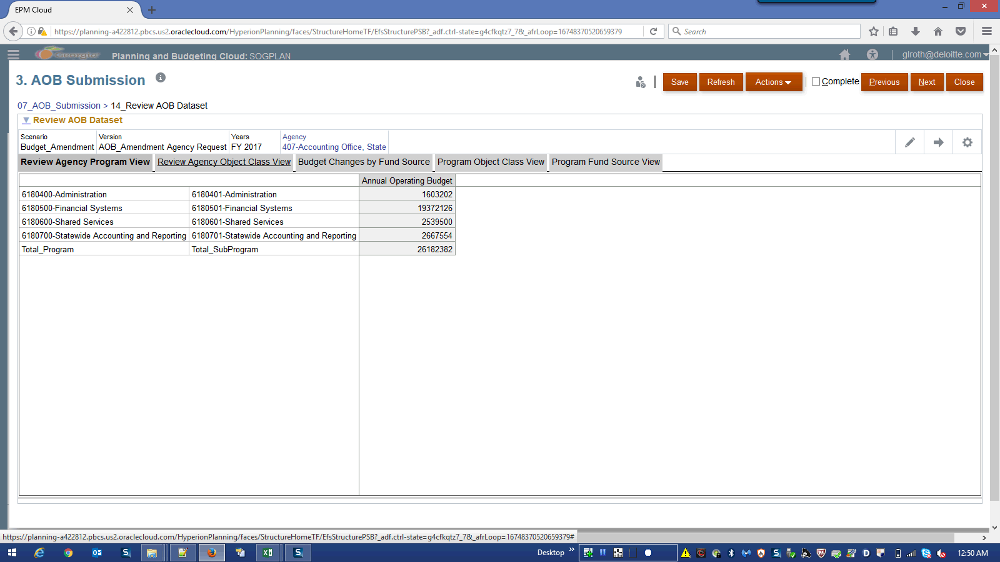 EPM Cloud
https://planning-a422812.pbcs.us2.oraclecloud.com/HyperionPlanning/faces/StructureHomeTF/EfsStructurePSB?_adf.ctrl-state=g4cfkqtz7_7&_afrLoop=16748370520659379
Search
Georgia
Planning and Budgeting Cloud: SOGPLAN
glroth@deloitte.com
3. AOB Submission
Save
Refresh
Actions
Complete
Previous
Next
Close
07_AOB_Submission > 14_Review AOB Dataset
Review AOB Dataset
Scenario Version Years Agency
Budget_Amendment AOB_Amendment Agency Request FY 2017 407-Accounting Office, State
Review Agency Program View Review Agency Object Class View Budget Changes by Fund Source Program Object Class View Program Fund Source View
Annual Operating Budget
6180400-Administration 6180401-Administration 1603202
6180500-Financial Systems 6180501-Financial Systems 19372126
6180600-Shared Services 6180601-Shared Services 2539500
6180700-Statewide Accounting and Reporting 6180701-Statewide Accounting and Reporting 2667554
Total_Program Total_SubProgram 26182382
https://planning-a422812.pbcs.us2.oraclecloud.com/HyperionPlanning/faces/StructureHomeTF/EfsStructurePSB?_adf.ctrl-state=g4cfkqtz7_7&_afrLoop=16748370520659379#
Desktop
12:50 AM